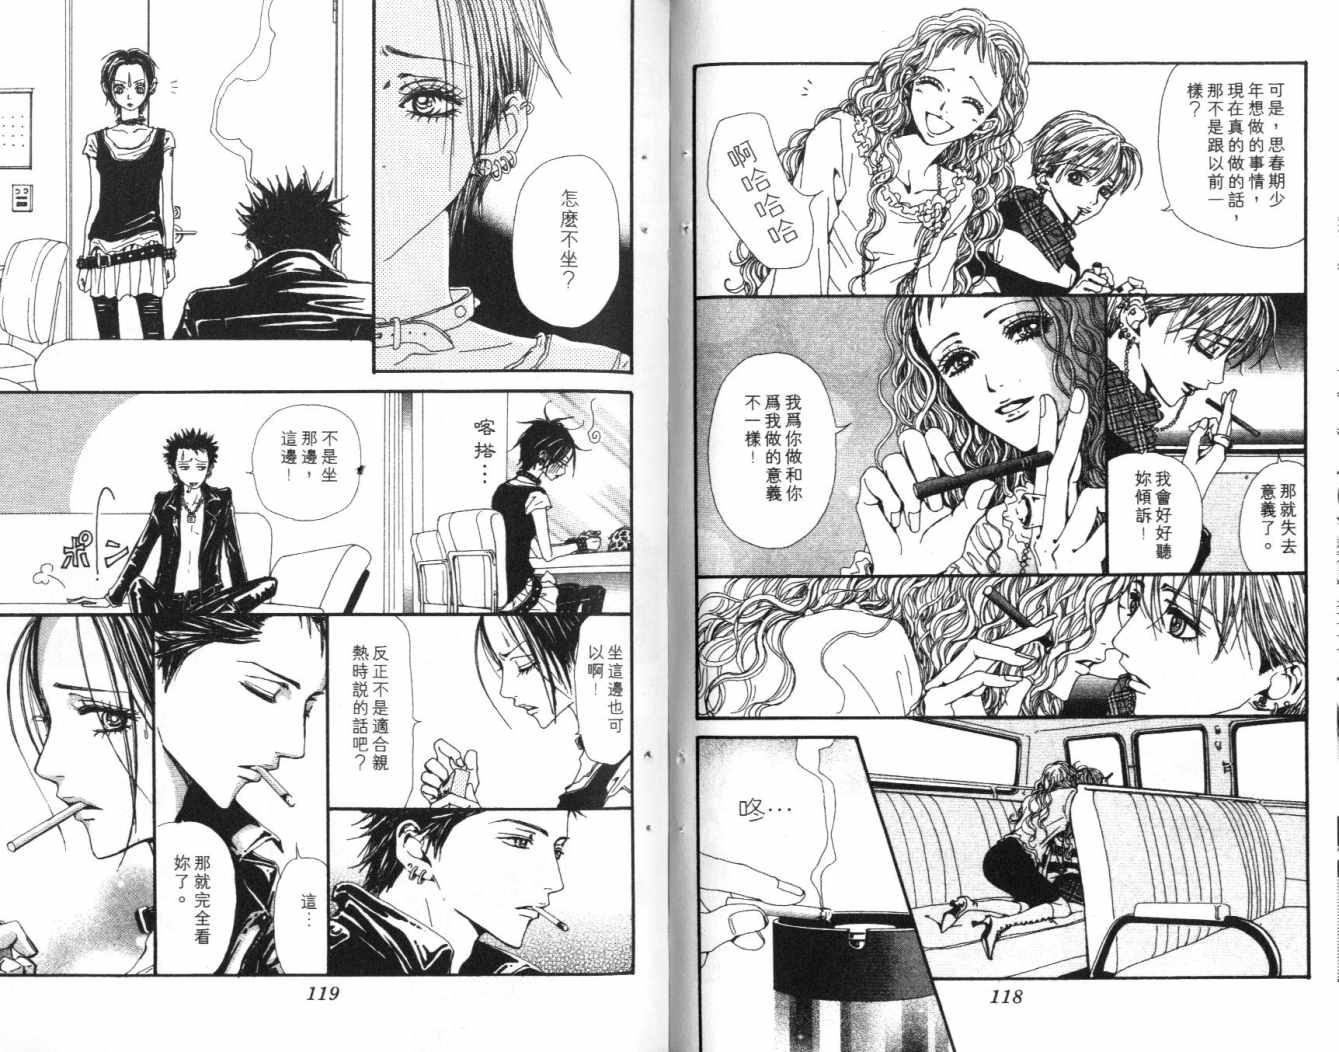 可是，思春期少
年想做的事情，
現在真的做的話，
那不是跟以前一
樣？
啊哈哈哈
那就失去
意義了。
我會好好聽
妳傾訴！
我爲你做和你
爲我做的意義
不一樣！
咚…
118
怎麼不坐？
喀搭…
不是坐
那邊，
這邊！
ポン
坐這邊也可
以啊！
反正不是適合親
熱時説的話吧？
這…
那就完全看
妳了。
119